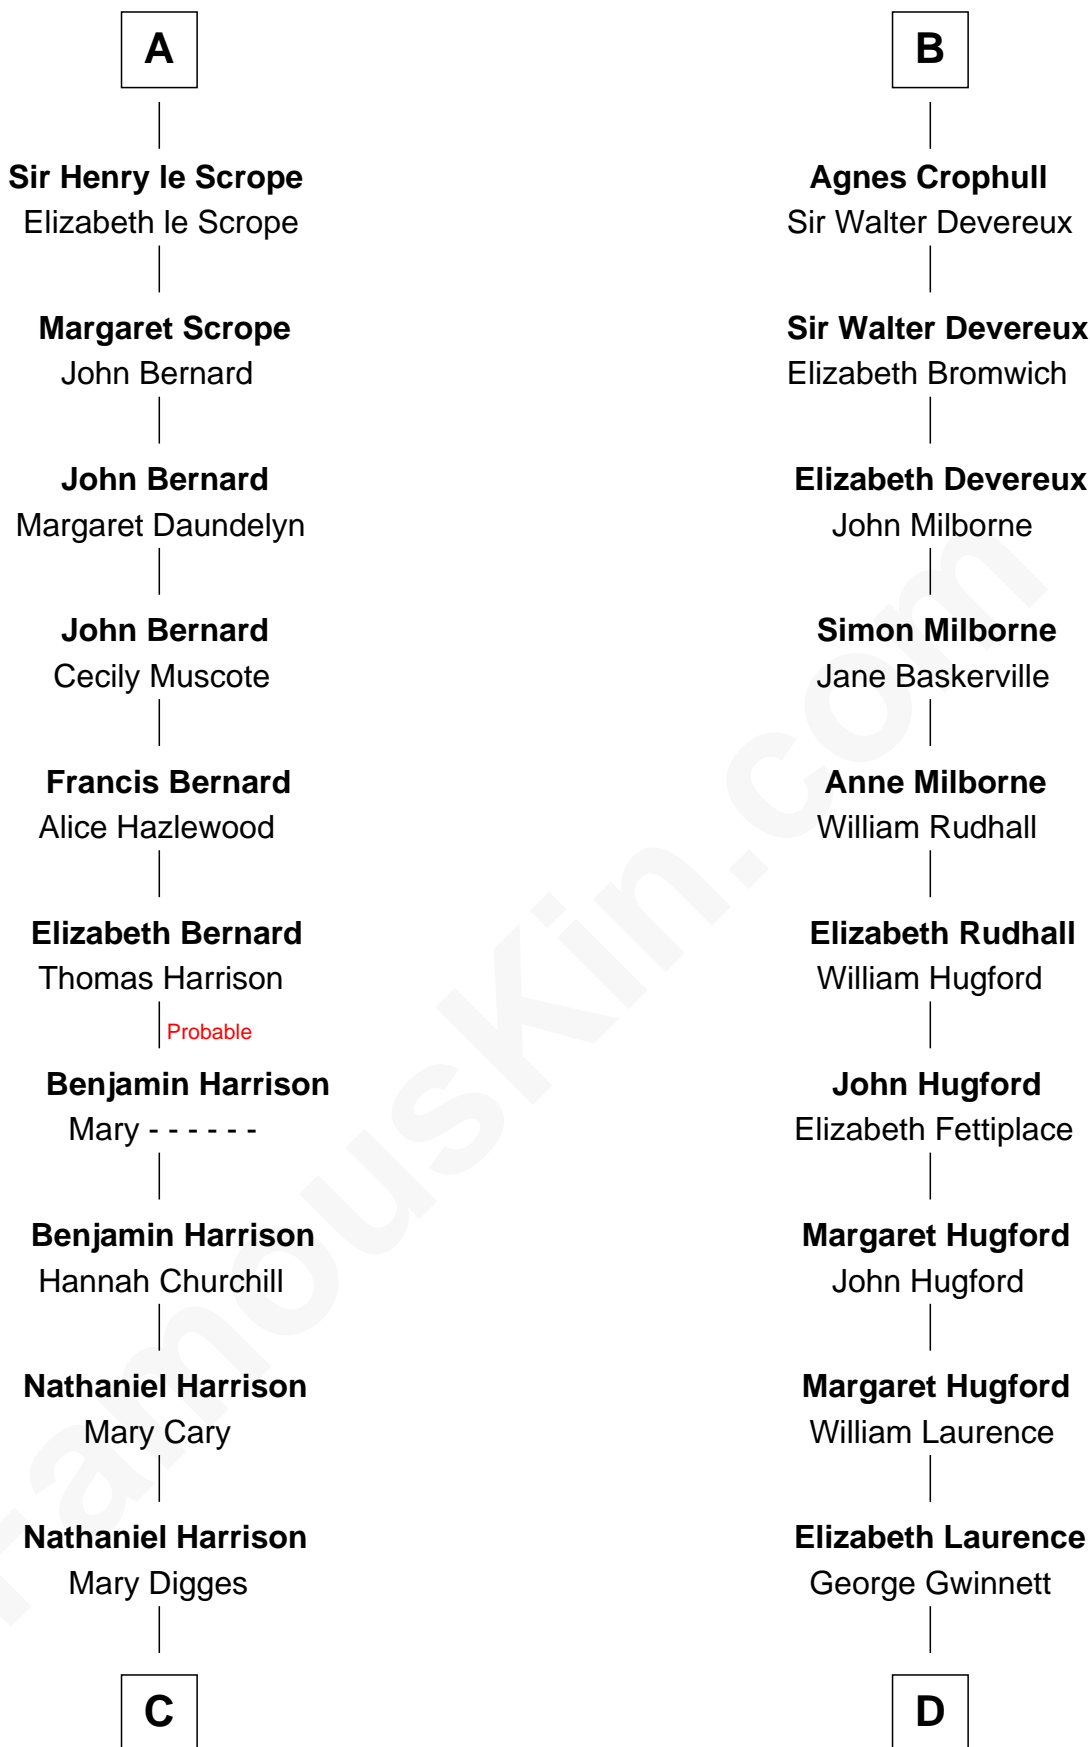 A
Sir Henry le Scrope
Elizabeth le Scrope
Margaret Scrope
John Bernard
John Bernard
Margaret Daundelyn
John Bernard
Cecily Muscote
Francis Bernard
Alice Hazlewood
Elizabeth Bernard
Thomas Harrison
Probable
Benjamin Harrison
Mary - - - - - -
Benjamin Harrison
Hannah Churchill
Nathaniel Harrison
Mary Cary
Nathaniel Harrison
Mary Digges
C
B
Agnes Crophull
Sir Walter Devereux
Sir Walter Devereux
Elizabeth Bromwich
Elizabeth Devereux
John Milborne
Simon Milborne
Jane Baskerville
Anne Milborne
William Rudhall
Elizabeth Rudhall
William Hugford
John Hugford
Elizabeth Fettiplace
Margaret Hugford
John Hugford
Margaret Hugford
William Laurence
Elizabeth Laurence
George Gwinnett
D
FamousKin.com